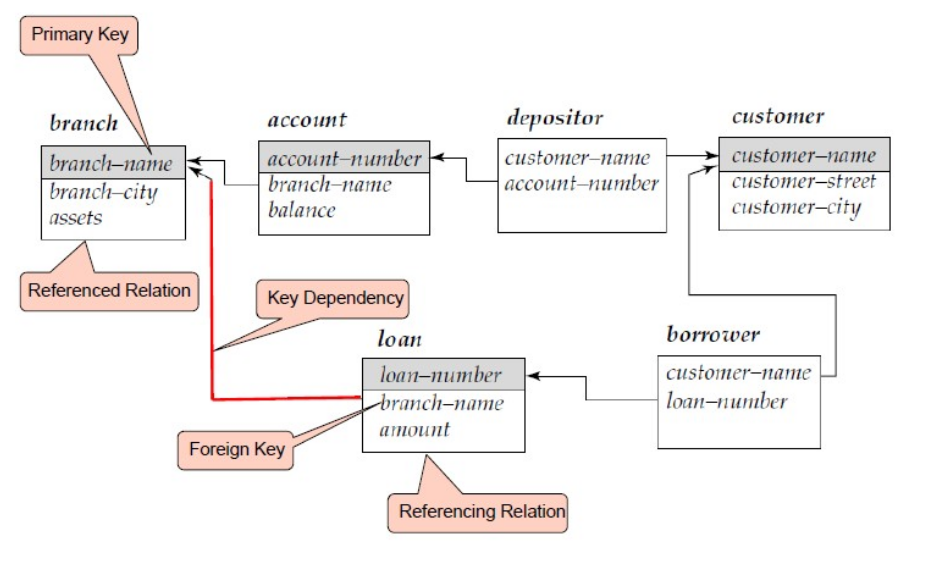 Primary Key
branch
branch–name
branch–city
assets
account
account–number
branch–name
balance
depositor
customer–name
account–number
customer
customer–name
customer–street
customer–city
Referenced Relation
Key Dependency
loan
loan–number
branch–name
amount
borrower
customer–name
loan–number
Foreign Key
Referencing Relation